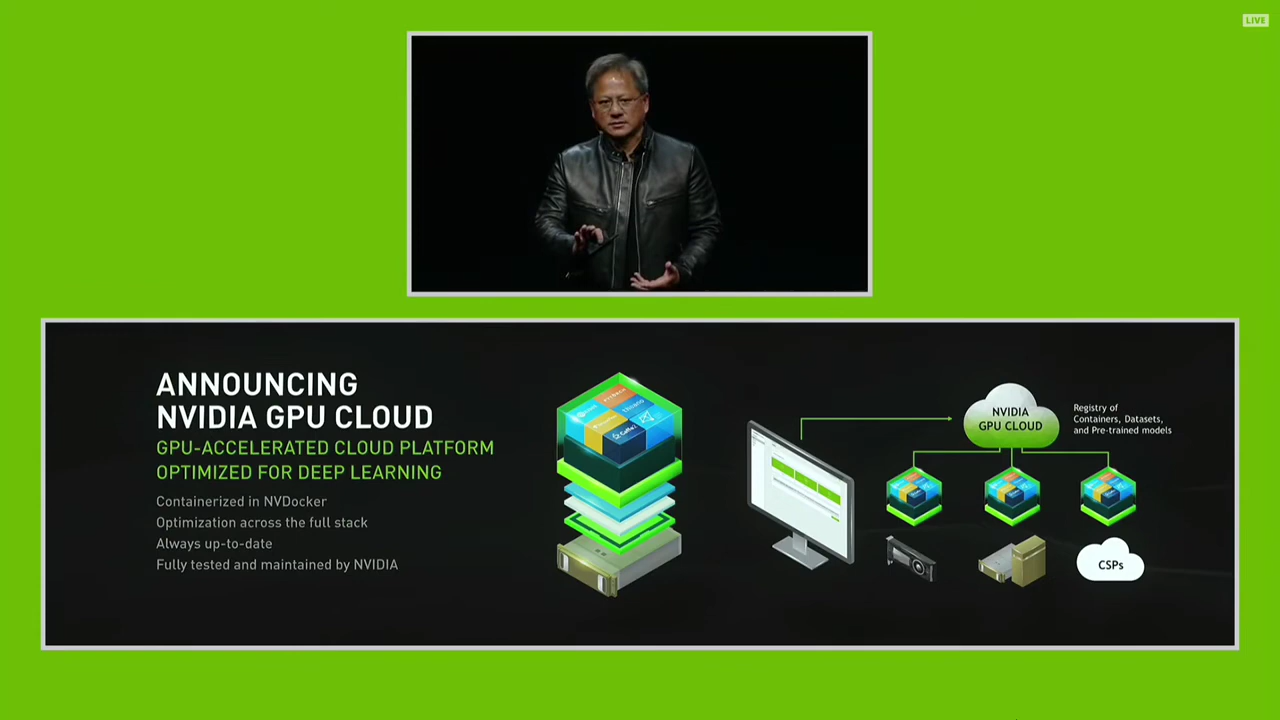 LIVE
ANNOUNCING
NVIDIA GPU CLOUD
GPU-ACCELERATED CLOUD PLATFORM
OPTIMIZED FOR DEEP LEARNING
Containerized in NVDocker
Optimization across the full stack
Always up-to-date
Fully tested and maintained by NVIDIA
Caffe2
NVIDIA
GPU CLOUD
Registry of
Containers, Datasets,
and Pre-trained models
CSPs